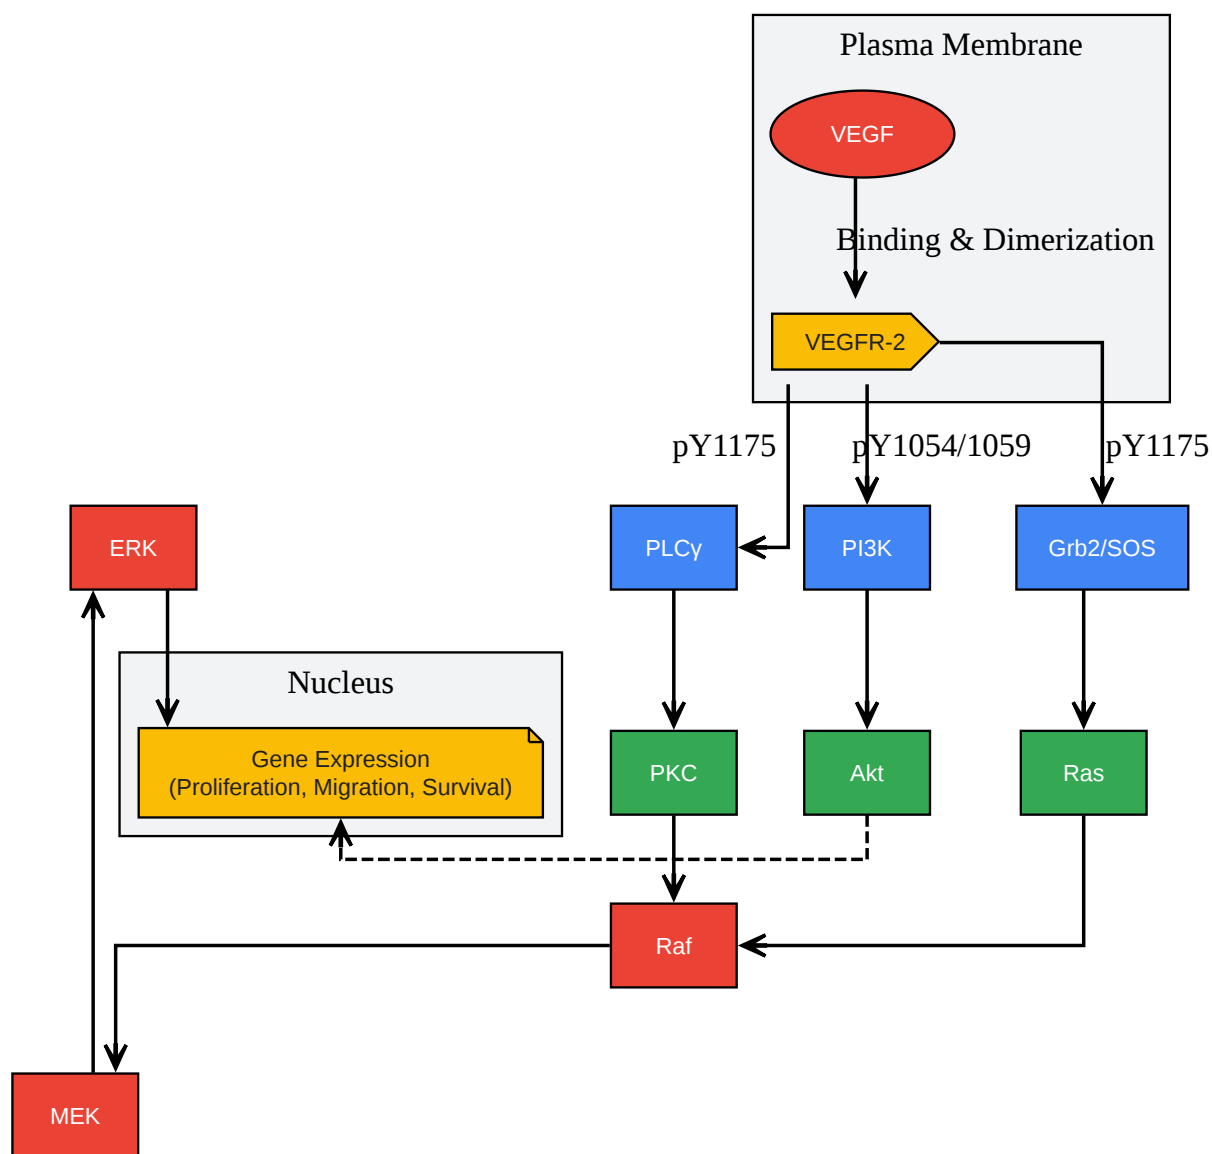 Plasma Membrane
VEGF
Binding & Dimerization
VEGFR-2
pY1175
pY1054/1059
pY1175
ERK
PLCγ
PI3K
Grb2/SOS
Nucleus
Gene Expression
(Proliferation, Migration, Survival)
PKC
Akt
Ras
Raf
MEK